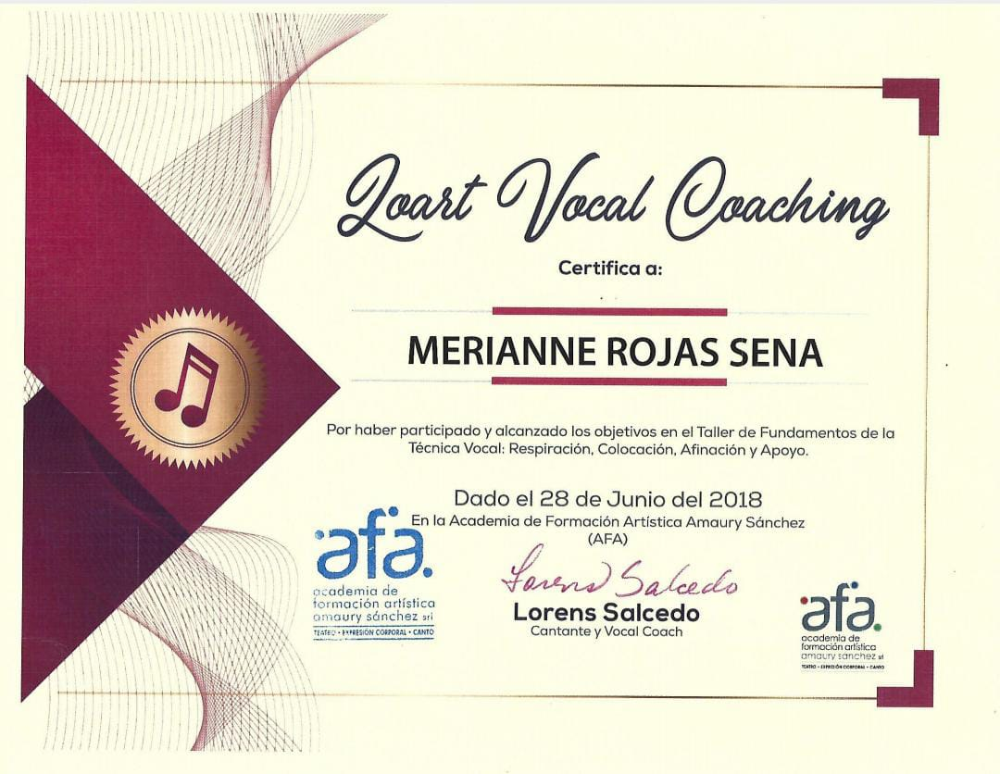 Loart Vocal Coaching
Certifica a:
MERIANNE ROJAS SENA
Por haber participado y alcanzado los objetivos en el Taller de Fundamentos de la
Técnica Vocal: Respiración, Colocación, Afinación y Apoyo.
Dado el 28 de Junio del 2018
En la Academia de Formación Artística Amaury Sánchez
(AFA)
Lorens Salcedo
Lorens Salcedo
Cantante y Vocal Coach
afa.
academia de
formación artística
amaury sánchez srl
TEATRO • EXPRESIÓN CORPORAL • CANTO
afa.
academia de
formación artística
amaury sánchez srl
TEATRO • EXPRESIÓN CORPORAL • CANTO